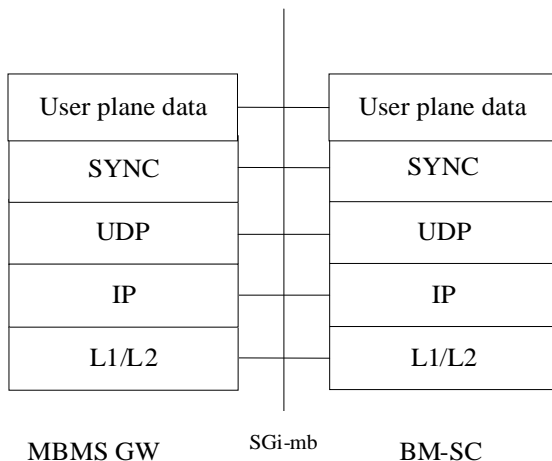 User plane data
User plane data
SYNC
SYNC
UDP
UDP
IP
IP
L1/L2
L1/L2
MBMS GW
SGi-mb
BM-SC